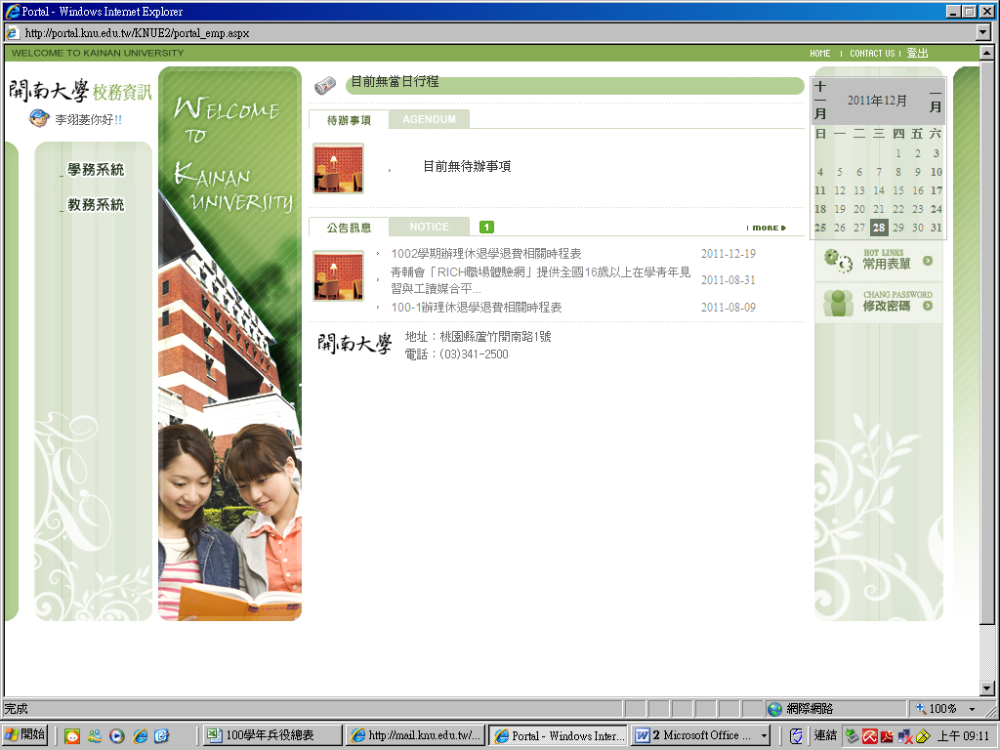 Portal - Windows Internet Explorer
http://portal.knu.edu.tw/KNUE2/portal_emp.aspx
WELCOME TO KAINAN UNIVERSITY
HOME | CONTACT US | 登出
開南大學 校務資訊
李翊菱你好!!
學務系統
教務系統
WELCOME
TO
KAINAN
UNIVERSITY
目前無當日行程
待辦事項 AGENDUM
目前無待辦事項
公告訊息 NOTICE 1 MORE
1002學期辦理休退學退費相關時程表 2011-12-19
青輔會「RICH職場體驗網」提供全國16歲以上在學青年見
習與工讀媒合平... 2011-08-31
100-1辦理休退學退費相關時程表 2011-08-09
開南大學
地址：桃園縣蘆竹開南路1號
電話：(03)341-2500
十一月 2011年12月 一月
日 一 二 三 四 五 六
1 2 3
4 5 6 7 8 9 10
11 12 13 14 15 16 17
18 19 20 21 22 23 24
25 26 27 28 29 30 31
HOT LINKS
常用表單
CHANG PASSWORD
修改密碼
完成
網際網路
100%
開始
100學年兵役總表
http://mail.knu.edu.tw/...
Portal - Windows Inter...
2 Microsoft Office ...
連結
上午 09:11